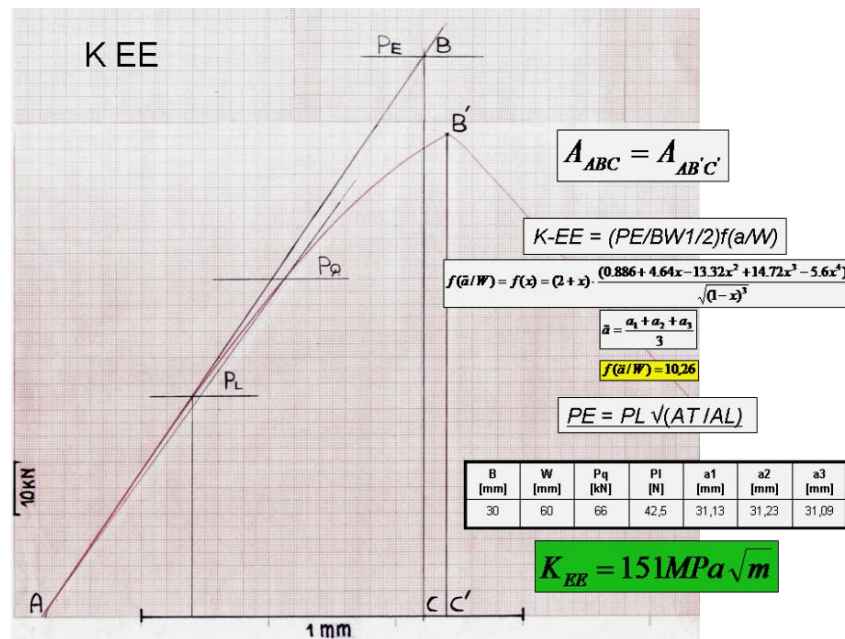 K EE
PE B
B′
A_ABC = A_AB′C′
K-EE = (PE/BW1/2)f(a/W)
PQ
f(ā/W) = f(x) = (2 + x) · (0.886 + 4.64x − 13.32x² + 14.72x³ − 5.6x⁴) / √(1−x)³
ā = (a₁ + a₂ + a₃) / 3
f(ā/W) = 10,26
PL
PE = PL √(AT/AL)
B [mm] W [mm] Pq [kN] Pl [N] a1 [mm] a2 [mm] a3 [mm]
30 60 66 42,5 31,13 31,23 31,09
10KN
K_EE = 151MPa√m
A C C′
1 mm